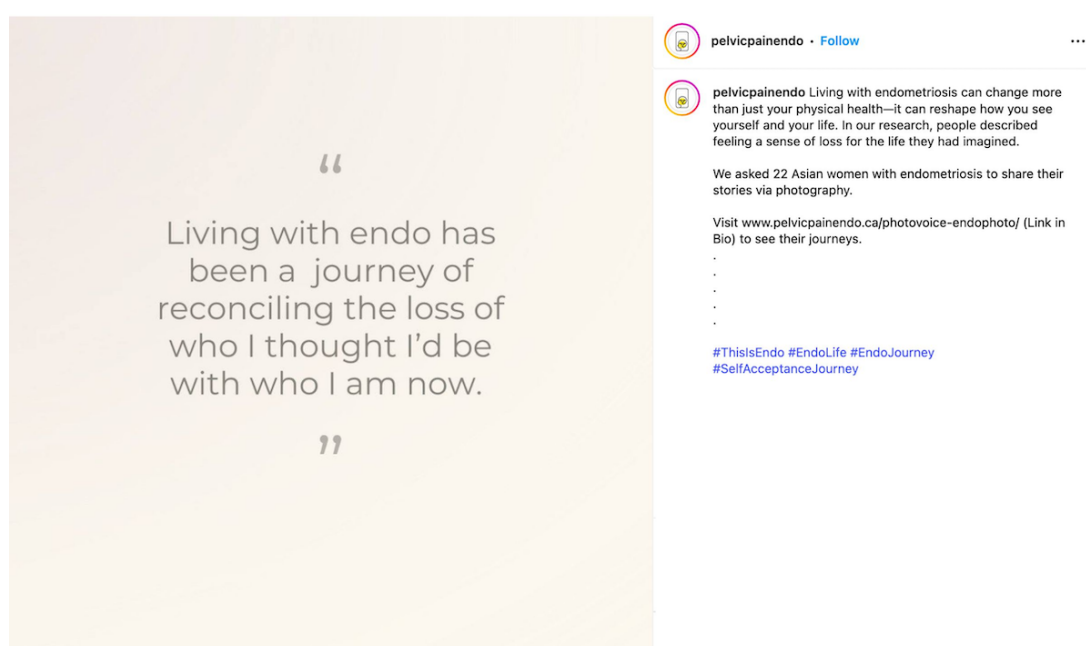 “
Living with endo has
been a journey of
reconciling the loss of
who I thought I’d be
with who I am now.
”
pelvicpainendo · Follow
...
pelvicpainendo Living with endometriosis can change more
than just your physical health—it can reshape how you see
yourself and your life. In our research, people described
feeling a sense of loss for the life they had imagined.
We asked 22 Asian women with endometriosis to share their
stories via photography.
Visit www.pelvicpainendo.ca/photovoice-endophoto/ (Link in
Bio) to see their journeys.
.
.
.
.
.
#ThisIsEndo #EndoLife #EndoJourney
#SelfAcceptanceJourney